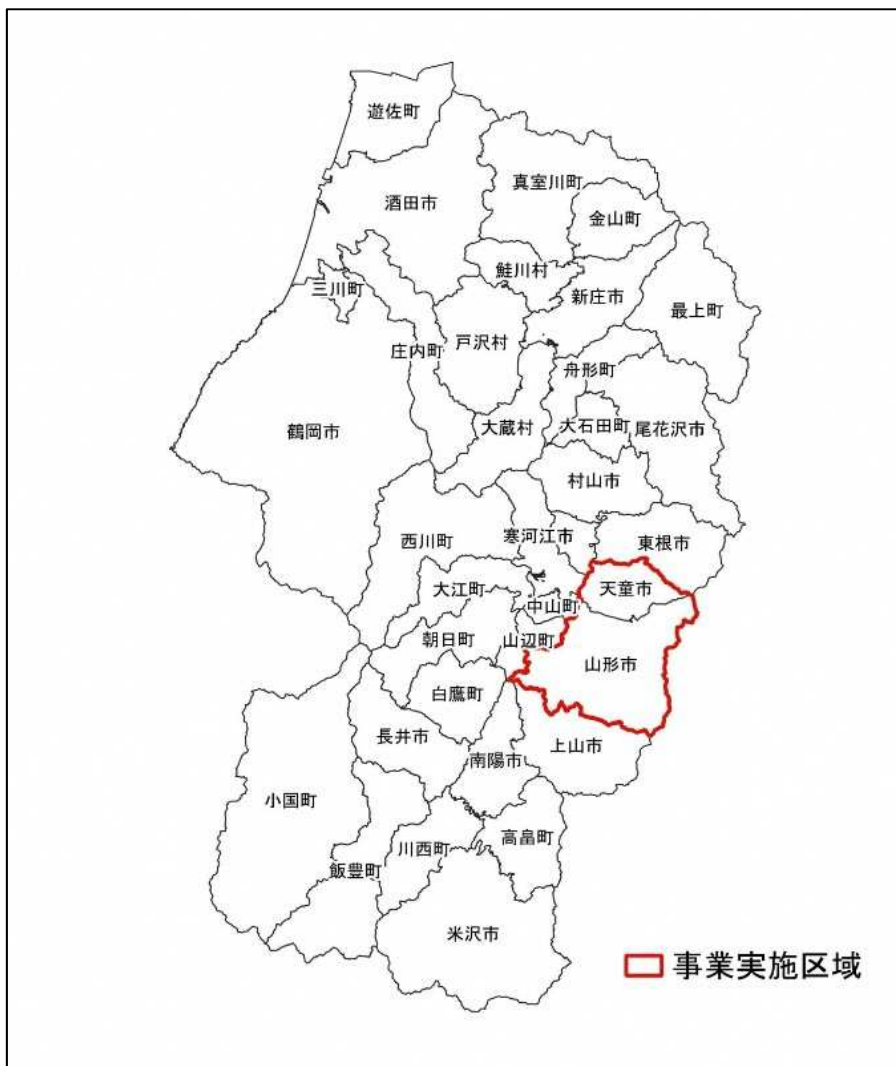 遊佐町
真室川町
酒田市
金山町
鮭川村
三川町
新庄市
最上町
戸沢村
庄内町
舟形町
鶴岡市
大蔵村
大石田町
尾花沢市
村山市
西川町
寒河江市
東根市
大江町
天童市
中山町
朝日町
山辺町
山形市
白鷹町
長井市
上山市
南陽市
小国町
高畠町
川西町
飯豊町
米沢市
事業実施区域